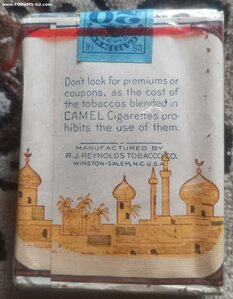 www.FORUMS-SU.com
20
Don't look for premiums or
coupons, as the cost of
the tobaccos blended in
CAMEL Cigarettes pro-
hibits the use of them.
MANUFACTURED BY
R.J. REYNOLDS TOBACCO CO.
WINSTON-SALEM, N.C. U.S.A.